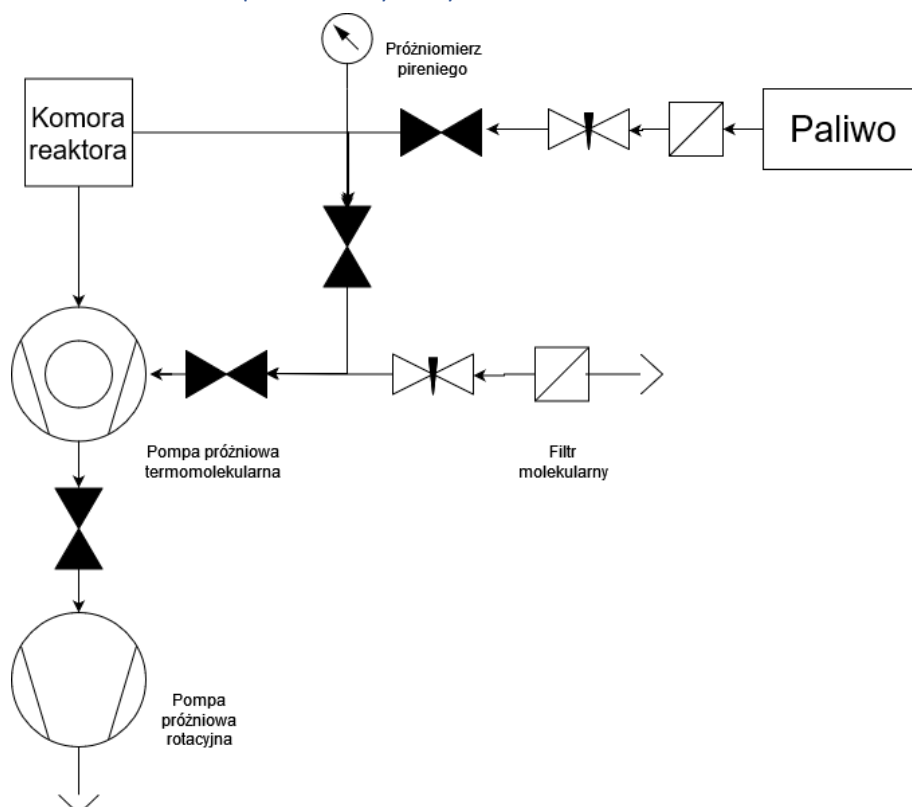 Próżniomierz
pireniego
Komora
reaktora
Paliwo
Pompa próżniowa
termomolekularna
Filtr
molekularny
Pompa
próżniowa
rotacyjna